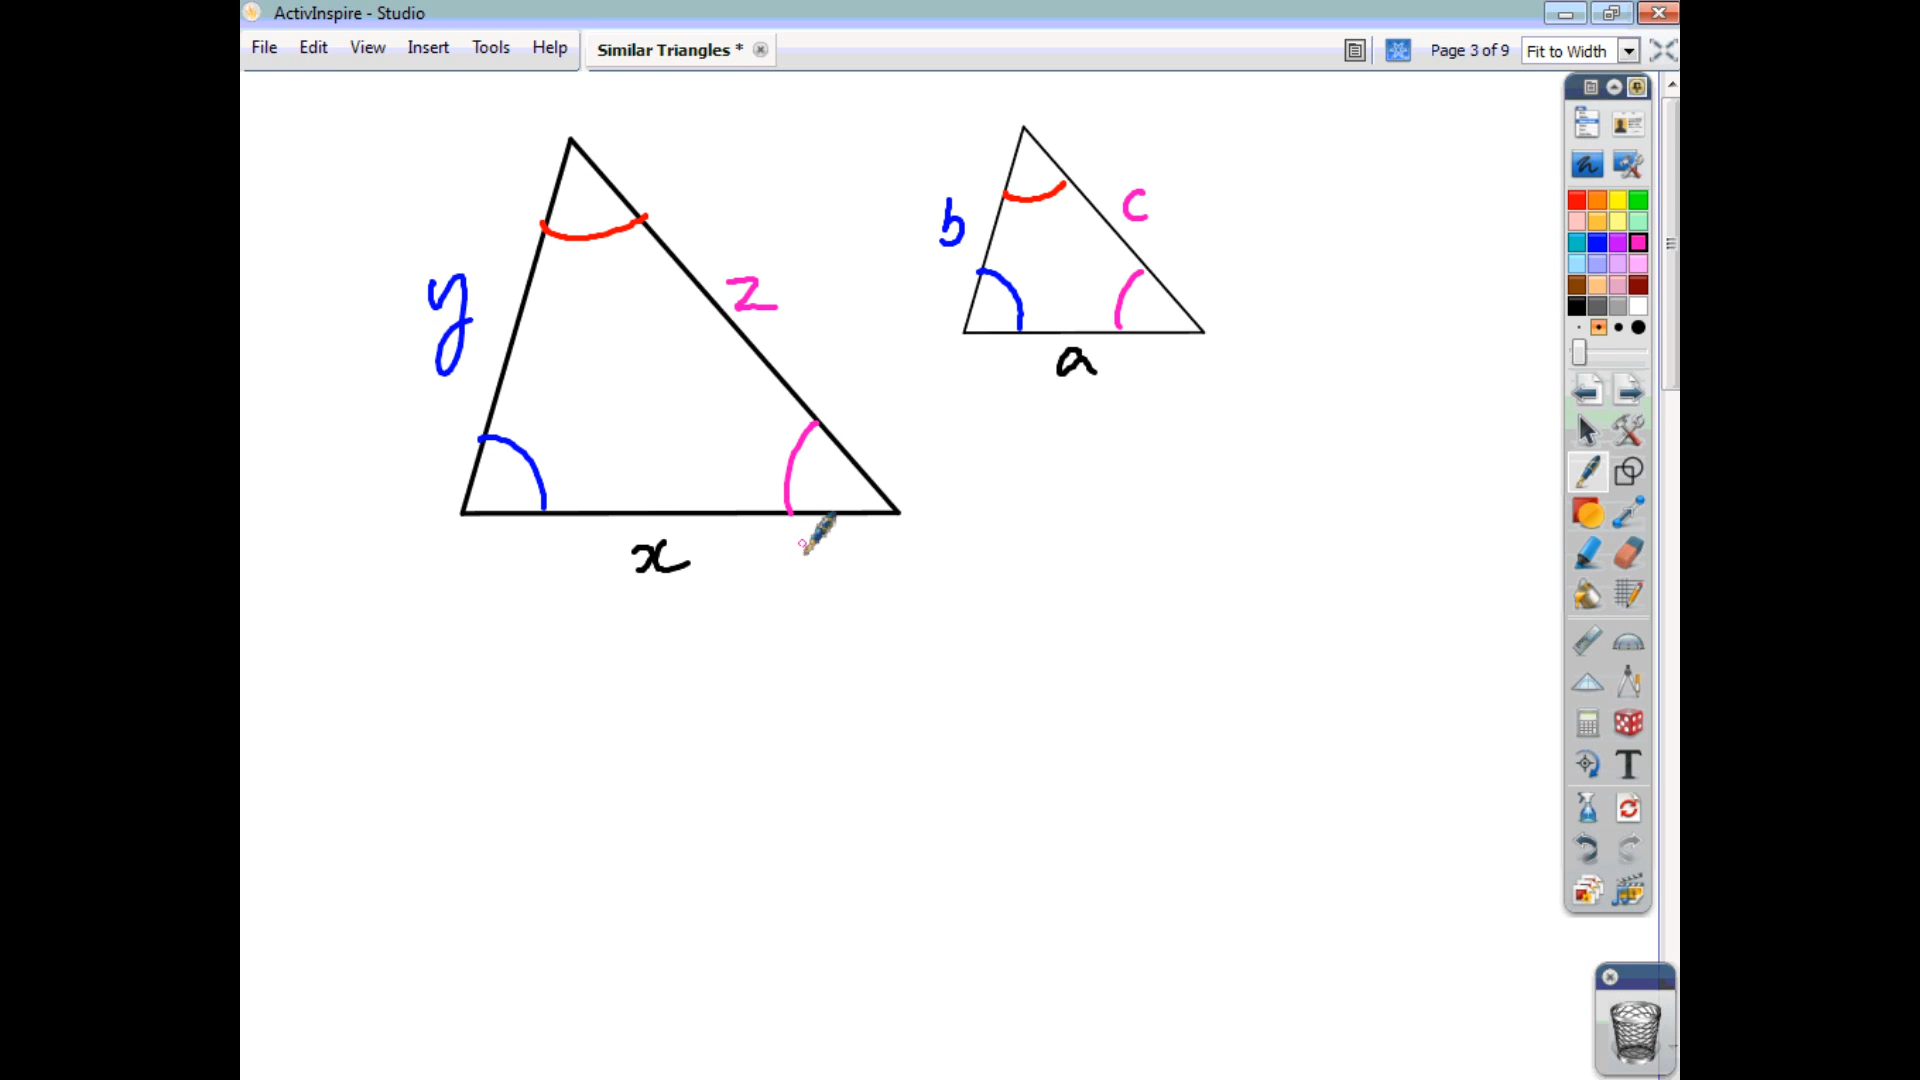 ActivInspire - Studio
File Edit View Insert Tools Help
Similar Triangles *
Page 3 of 9
Fit to Width
y
z
x
b
c
a
T